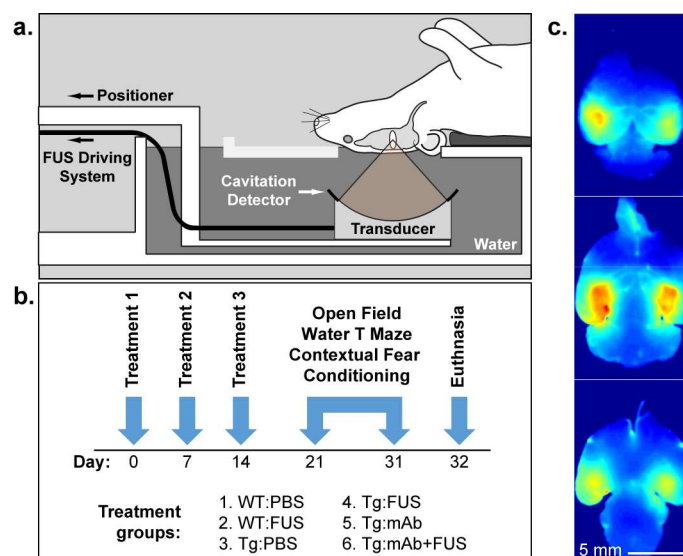 a.
Positioner
FUS Driving
System
Cavitation
Detector
Transducer
Water
b.
Treatment 1
Treatment 2
Treatment 3
Open Field
Water T Maze
Contextual Fear
Conditioning
Euthnasia
Day: 0 7 14 21 31 32
Treatment
groups:
1. WT:PBS
2. WT:FUS
3. Tg:PBS
4. Tg:FUS
5. Tg:mAb
6. Tg:mAb+FUS
c.
5 mm